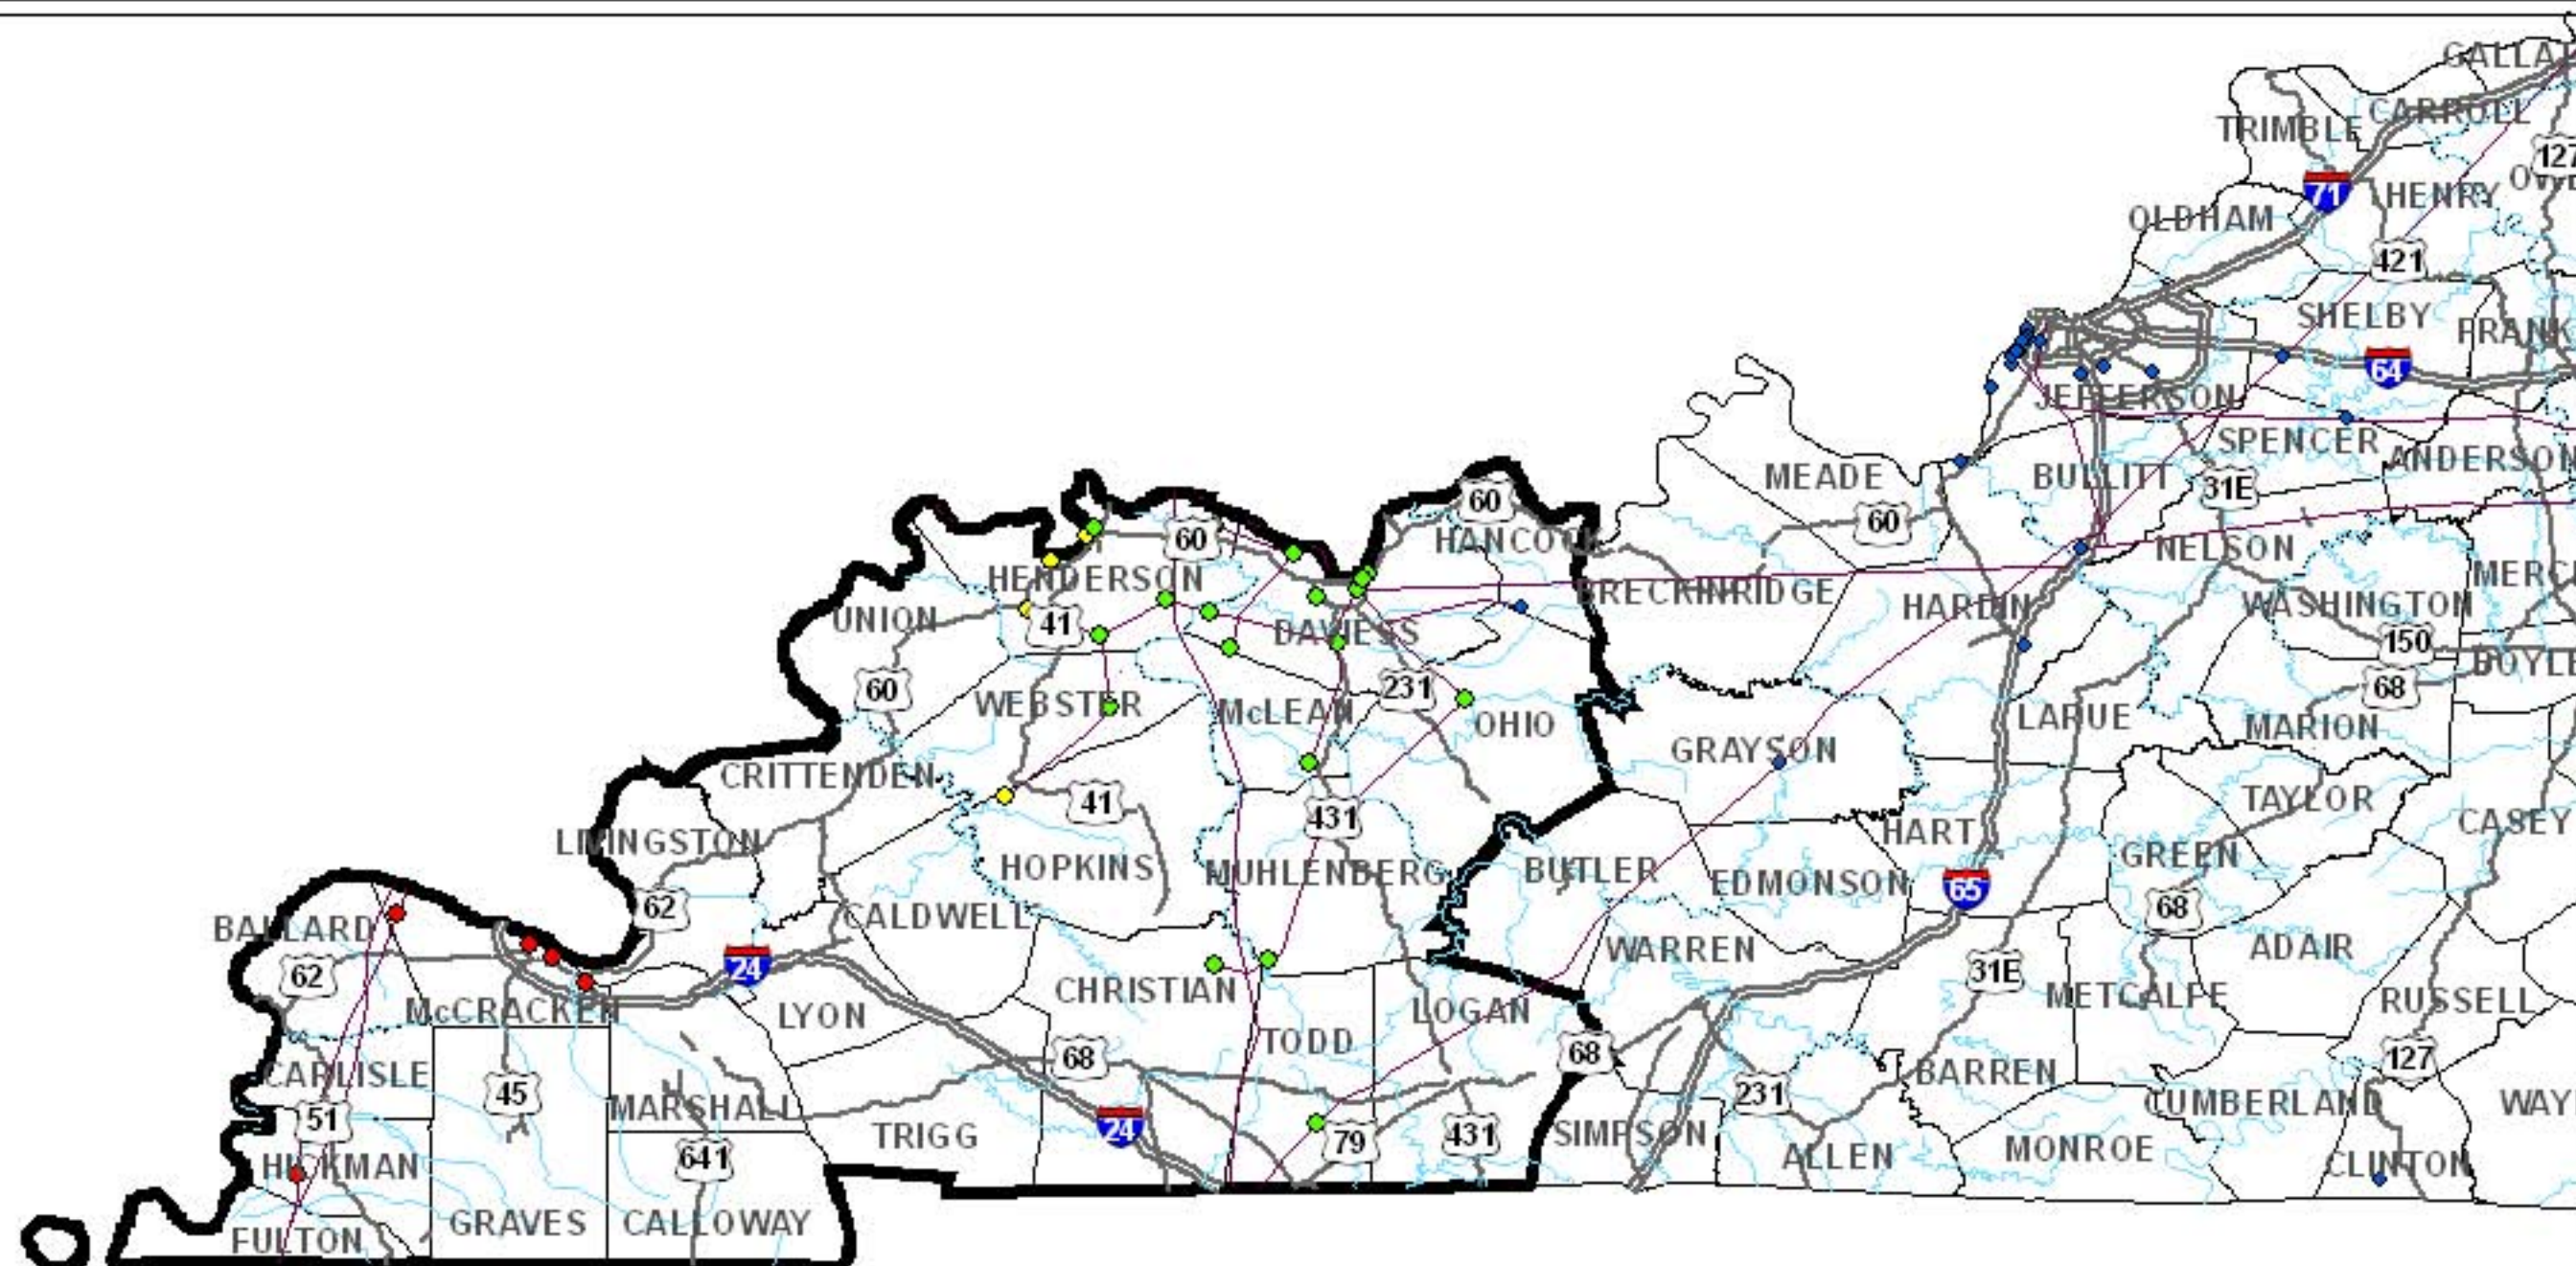 GALLAT
CARROLL
TRIMBLE
127
71
HENRY
OLDHAM
421
SHELBY
FRANK
64
JEFFERSON
SPENCER
ANDERSON
MEADE
BULLITT
31E
60
60
60
HANCOCK
NELSON
HENDERSON
BRECKINRIDGE
MERC
HARDIN
WASHINGTON
UNION
41
DAVIESS
150
BOYLE
60
231
68
WEBSTER
McLEAN
OHIO
LARUE
MARION
GRAYSON
CRITTENDEN
41
TAYLOR
431
CASEY
LIVINGSTON
HART
GREEN
HOPKINS
MUHLENBERG
BUTLER
EDMONSON
65
62
68
BALLARD
CALDWELL
WARREN
ADAIR
62
24
31E
CHRISTIAN
METCALFE
McCRACKEN
LYON
LOGAN
RUSSELL
TODD
68
68
127
CARLISLE
BARREN
45
231
MARSHALL
CUMBERLAND
WAY
51
24
TRIGG
79
431
SIMPSON
MONROE
641
ALLEN
HICKMAN
CLINTON
GRAVES
CALLOWAY
FULTON